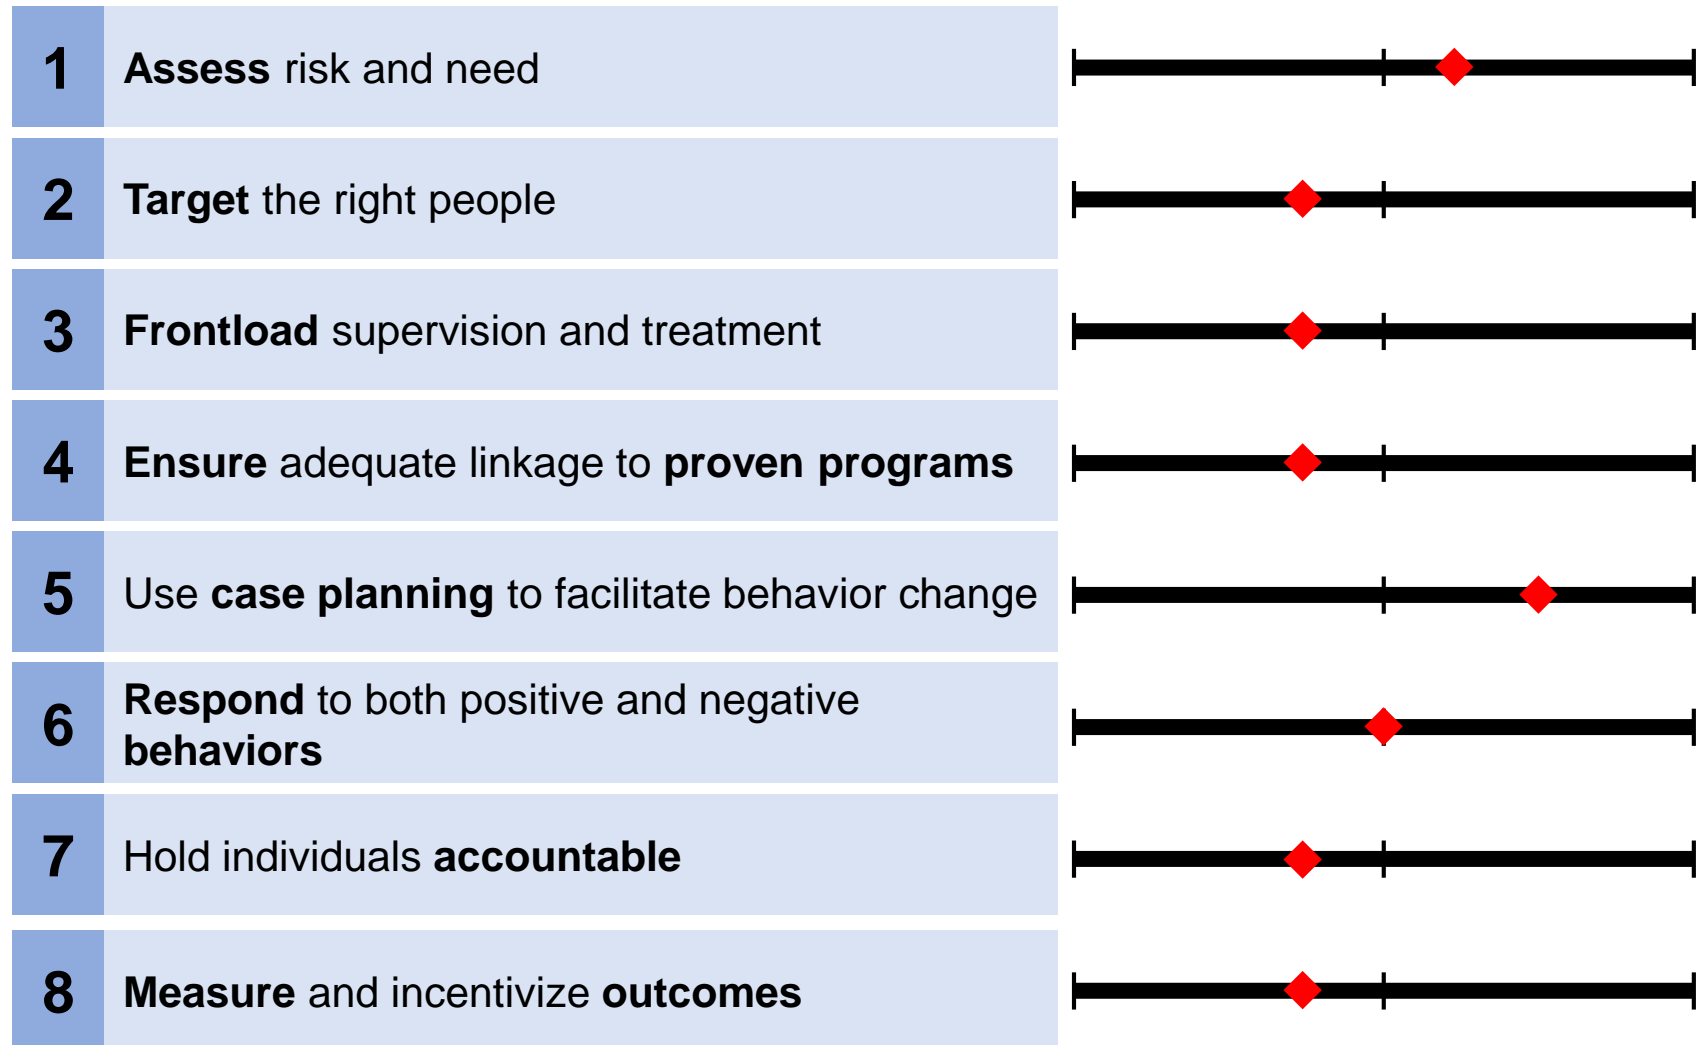 1 Assess risk and need
2 Target the right people
3 Frontload supervision and treatment
4 Ensure adequate linkage to proven programs
5 Use case planning to facilitate behavior change
6 Respond to both positive and negative
behaviors
7 Hold individuals accountable
8 Measure and incentivize outcomes